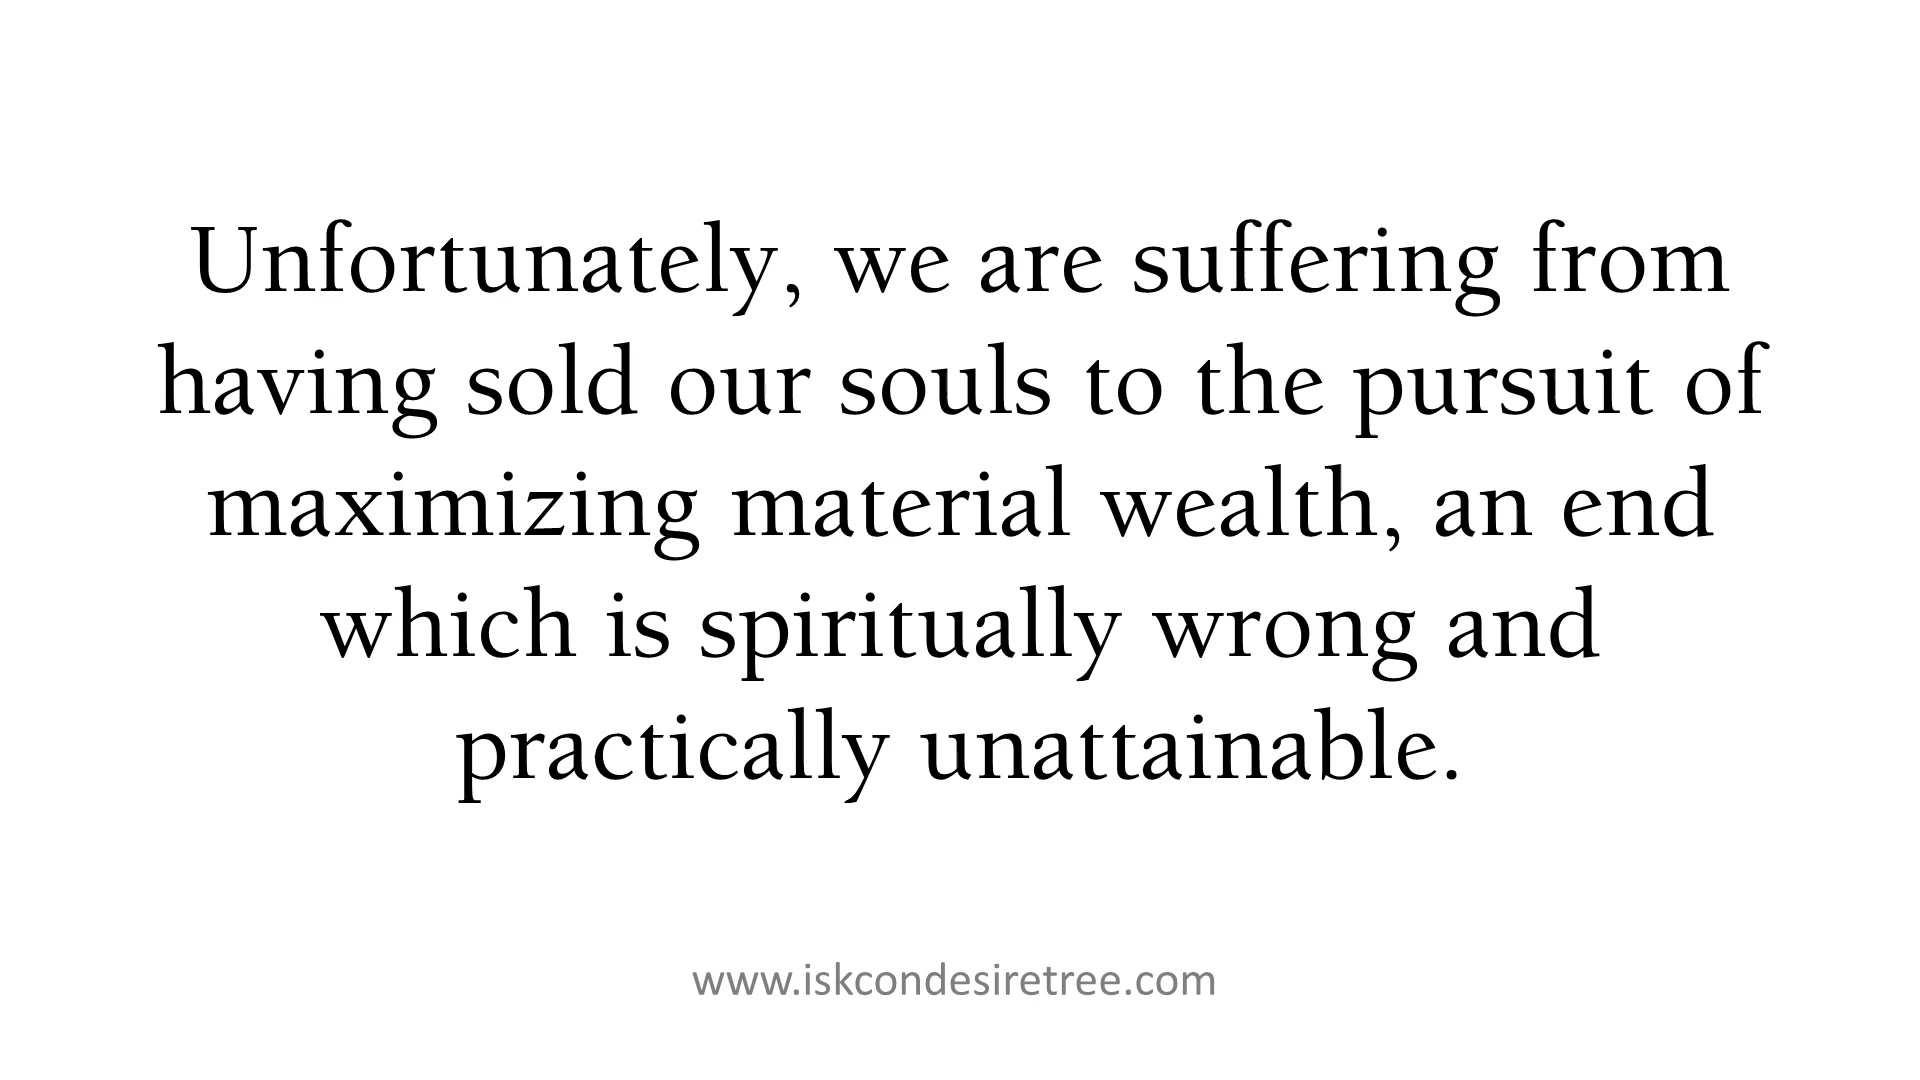 Unfortunately, we are suffering from
having sold our souls to the pursuit of
maximizing material wealth, an end
which is spiritually wrong and
practically unattainable.
www.iskcondesiretree.com